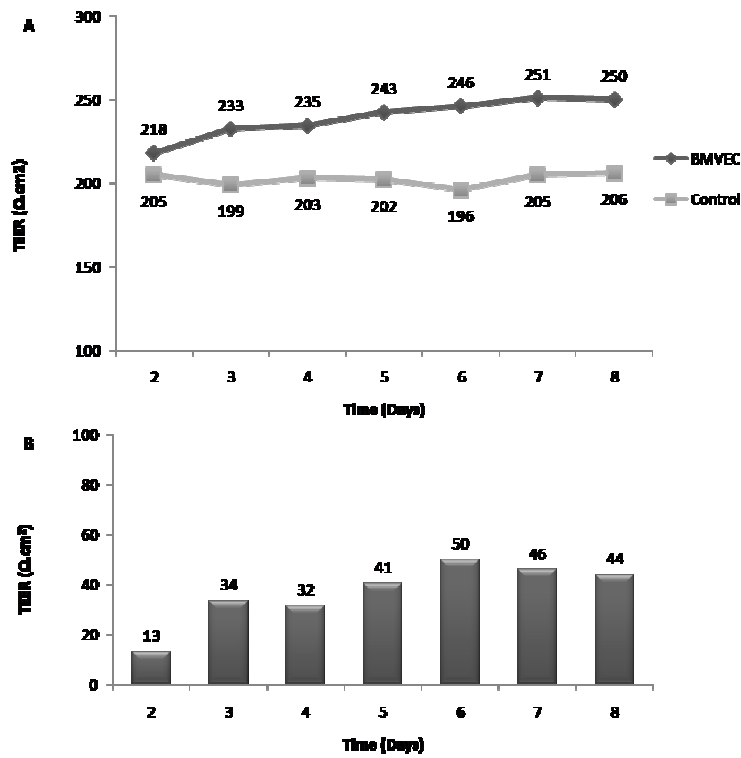 A
300
250
200
150
100
TEER (Ω.cm2)
218 233 235 243 246 251 250
205 199 203 202 196 205 206
BMVEC
Control
2 3 4 5 6 7 8
Time (Days)
B
100
80
60
40
20
0
TEER (Ω.cm²)
13 34 32 41 50 46 44
2 3 4 5 6 7 8
Time (Days)